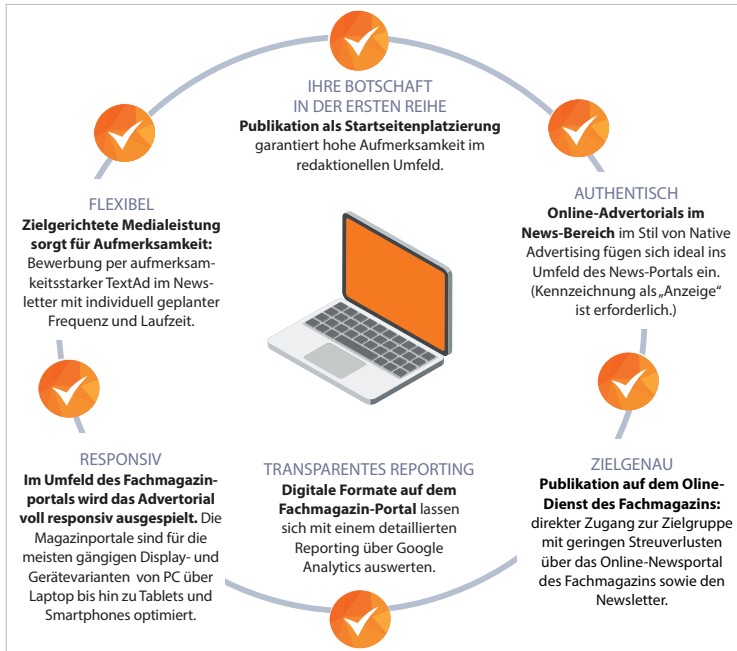 IHRE BOTSCHAFT
IN DER ERSTEN REIHE
Publikation als Startseitenplatzierung
garantiert hohe Aufmerksamkeit im
redaktionellen Umfeld.
FLEXIBEL
Zielgerichtete Medialeistung
sorgt für Aufmerksamkeit:
Bewerbung per aufmerksam-
keitsstarker TextAd im News-
letter mit individuell geplanter
Frequenz und Laufzeit.
AUTHENTISCH
Online-Advertorials im
News-Bereich im Stil von Native
Advertising fügen sich ideal ins
Umfeld des News-Portals ein.
(Kennzeichnung als „Anzeige“
ist erforderlich.)
RESPONSIV
Im Umfeld des Fachmagazin-
portals wird das Advertorial
voll responsiv ausgespielt. Die
Magazinportale sind für die
meisten gängigen Display- und
Gerätevarianten von PC über
Laptop bis hin zu Tablets und
Smartphones optimiert.
TRANSPARENTES REPORTING
Digitale Formate auf dem
Fachmagazin-Portal lassen
sich mit einem detaillierten
Reporting über Google
Analytics auswerten.
ZIELGENAU
Publikation auf dem Oline-
Dienst des Fachmagazins:
direkter Zugang zur Zielgruppe
mit geringen Streuverlusten
über das Online-Newsportal
des Fachmagazins sowie den
Newsletter.